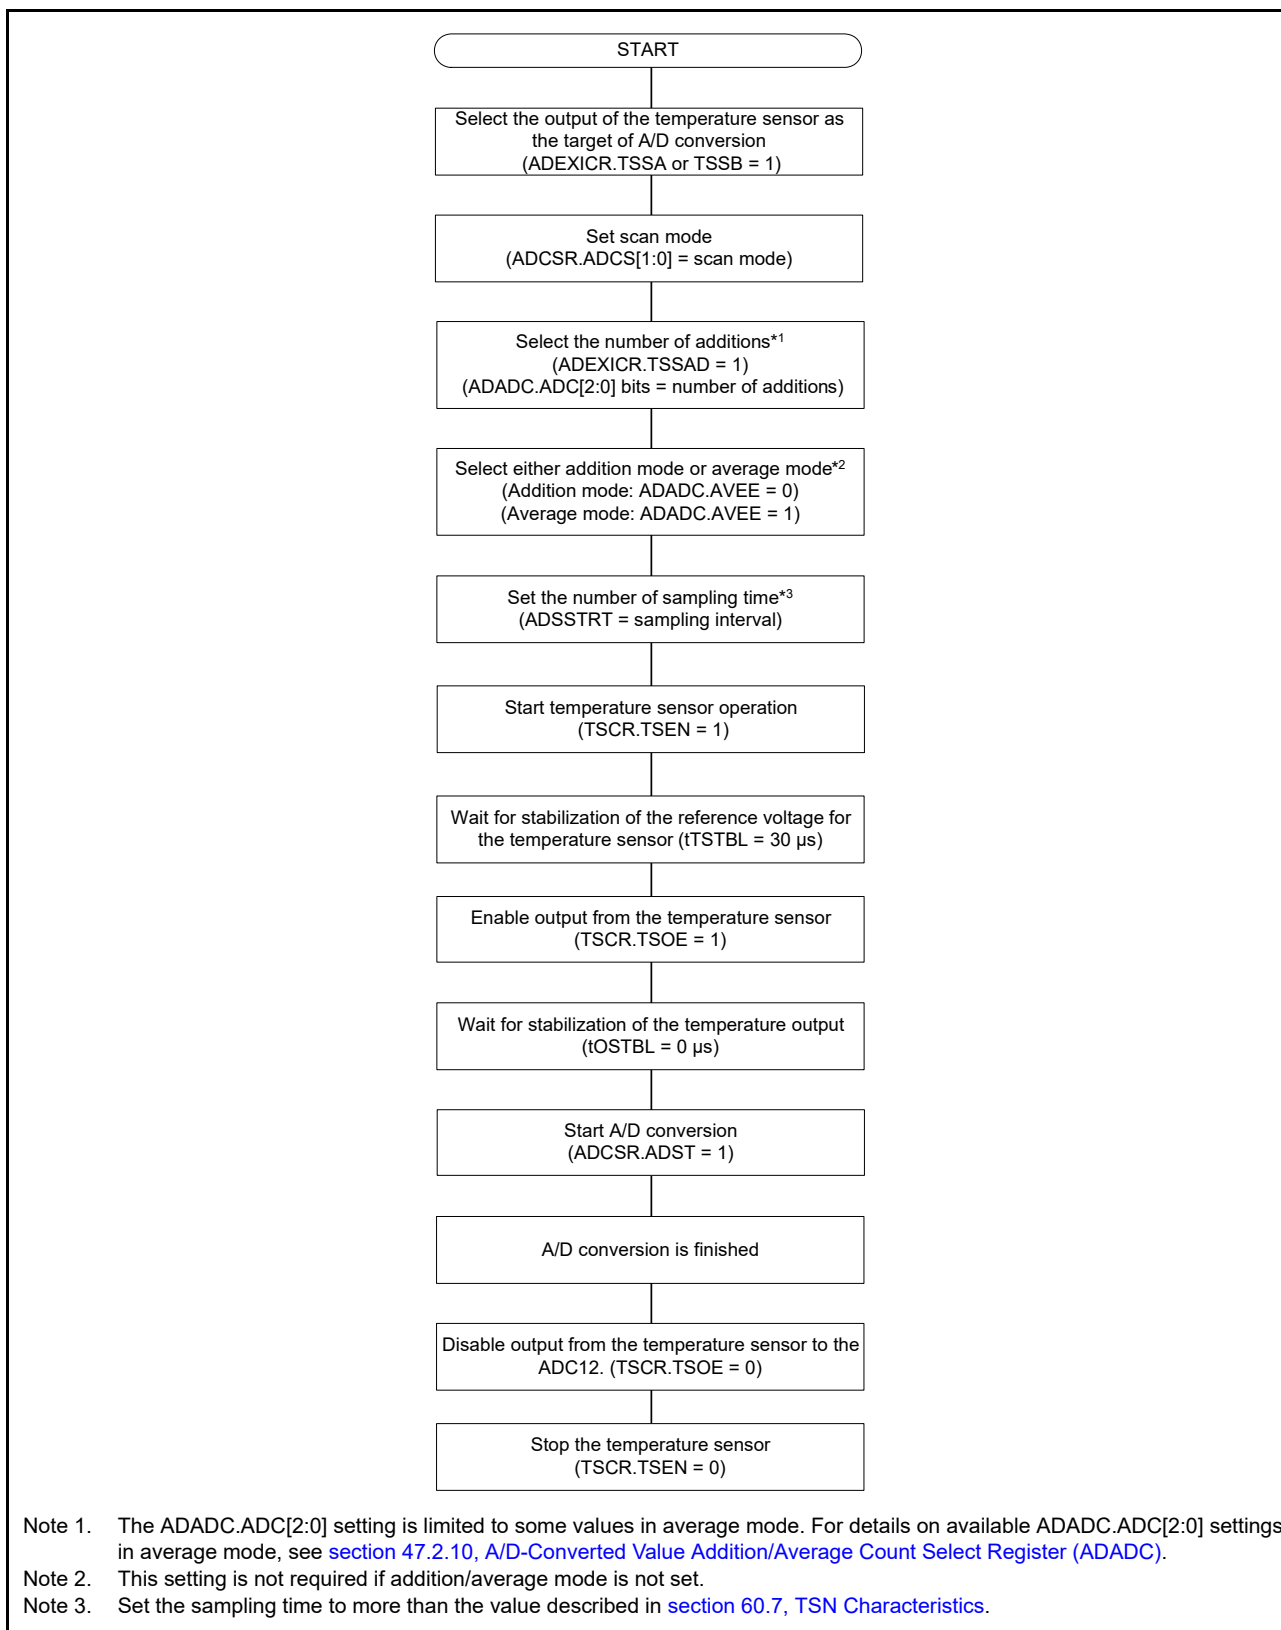 START
Select the output of the temperature sensor as
the target of A/D conversion
(ADEXICR.TSSA or TSSB = 1)
Set scan mode
(ADCSR.ADCS[1:0] = scan mode)
Select the number of additions*1
(ADEXICR.TSSAD = 1)
(ADADC.ADC[2:0] bits = number of additions)
Select either addition mode or average mode*2
(Addition mode: ADADC.AVEE = 0)
(Average mode: ADADC.AVEE = 1)
Set the number of sampling time*3
(ADSSTRT = sampling interval)
Start temperature sensor operation
(TSCR.TSEN = 1)
Wait for stabilization of the reference voltage for
the temperature sensor (tTSTBL = 30 µs)
Enable output from the temperature sensor
(TSCR.TSOE = 1)
Wait for stabilization of the temperature output
(tOSTBL = 0 µs)
Start A/D conversion
(ADCSR.ADST = 1)
A/D conversion is finished
Disable output from the temperature sensor to the
ADC12. (TSCR.TSOE = 0)
Stop the temperature sensor
(TSCR.TSEN = 0)
Note 1. The ADADC.ADC[2:0] setting is limited to some values in average mode. For details on available ADADC.ADC[2:0] settings
in average mode, see section 47.2.10, A/D-Converted Value Addition/Average Count Select Register (ADADC).
Note 2. This setting is not required if addition/average mode is not set.
Note 3. Set the sampling time to more than the value described in section 60.7, TSN Characteristics.